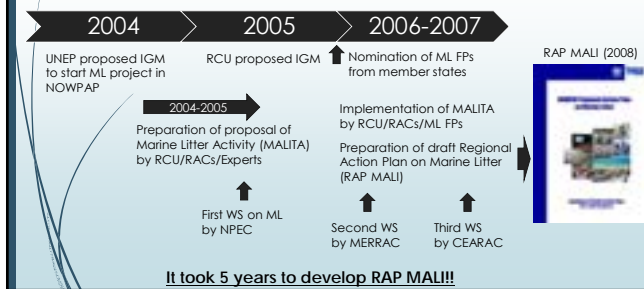 2004
2005
2006-2007
UNEP proposed IGM
to start ML project in
NOWPAP
RCU proposed IGM
Nomination of ML FPs
from member states
RAP MALI (2008)
2004-2005
Preparation of proposal of
Marine Litter Activity (MALITA)
by RCU/RACs/Experts
Implementation of MALITA
by RCU/RACs/ML FPs
Preparation of draft Regional
Action Plan on Marine Litter
(RAP MALI)
First WS on ML
by NPEC
Second WS
by MERRAC
Third WS
by CEARAC
It took 5 years to develop RAP MALI!!